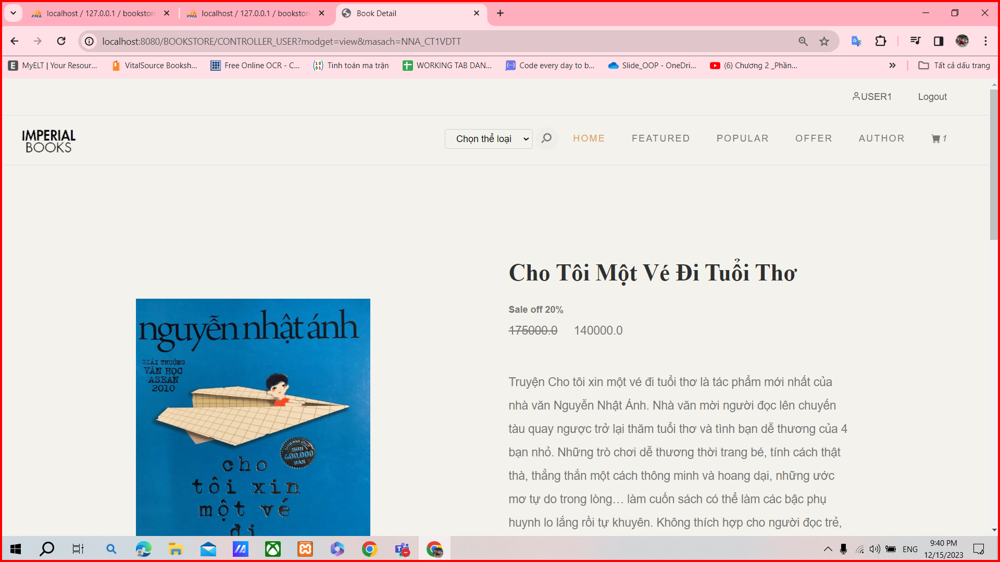 localhost / 127.0.0.1 / bookstore
localhost / 127.0.0.1 / bookstore
Book Detail
localhost:8080/BOOKSTORE/CONTROLLER_USER?modget=view&masach=NNA_CT1VDTT
MyELT | Your Resour...
VitalSource Booksh...
Free Online OCR - C...
Tính toán ma trận
WORKING TAB DAN...
Code every day to b...
Slide_OOP - OneDri...
(6) Chương 2 _Phần...
Tất cả dấu trang
USER1
Logout
IMPERIAL
BOOKS
Chọn thể loại
HOME
FEATURED
POPULAR
OFFER
AUTHOR
1
Cho Tôi Một Vé Đi Tuổi Thơ
Sale off 20%
175000.0 140000.0
Truyện Cho tôi xin một vé đi tuổi thơ là tác phẩm mới nhất của
nhà văn Nguyễn Nhật Ánh. Nhà văn mời người đọc lên chuyến
tàu quay ngược trở lại thăm tuổi thơ và tình bạn dễ thương của 4
bạn nhỏ. Những trò chơi dễ thương thời trang bé, tính cách thật
thà, thẳng thắn một cách thông minh và hoang dại, những ước
mơ tự do trong lòng… làm cuốn sách có thể làm các bậc phụ
huynh lo lắng rồi tự khuyên. Không thích hợp cho người đọc trẻ,
nguyễn nhật ánh
GIẢI THƯỞNG
VĂN HỌC
ASEAN
2010
HƠN
400.000
BẢN
cho
tôi xin
một vé
đi
ENG
9:40 PM
12/15/2023